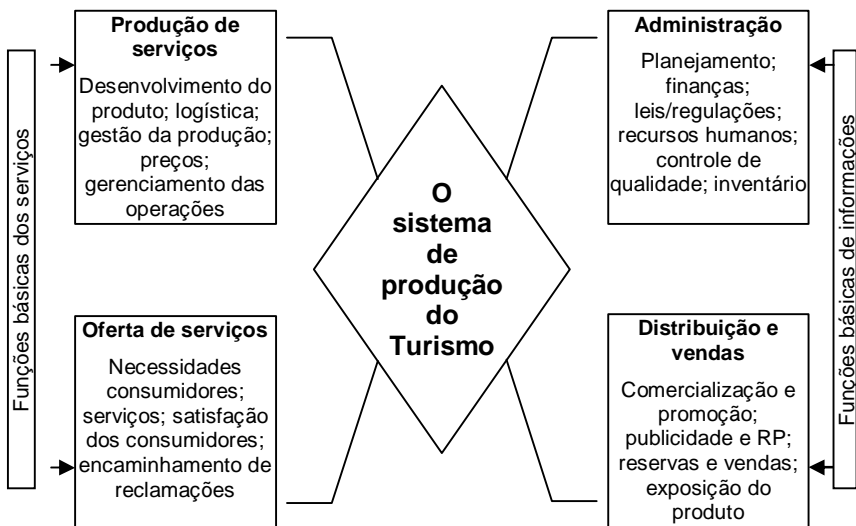 Funções básicas dos serviços
Produção de
serviços
Desenvolvimento do
produto; logística;
gestão da produção;
preços;
gerenciamento das
operações
Oferta de serviços
Necessidades
consumidores;
serviços; satisfação
dos consumidores;
encaminhamento de
reclamações
O
sistema
de
produção
do
Turismo
Administração
Planejamento;
finanças;
leis/regulações;
recursos humanos;
controle de
qualidade; inventário
Distribuição e
vendas
Comercialização e
promoção;
publicidade e RP;
reservas e vendas;
exposição do
produto
Funções básicas de informações